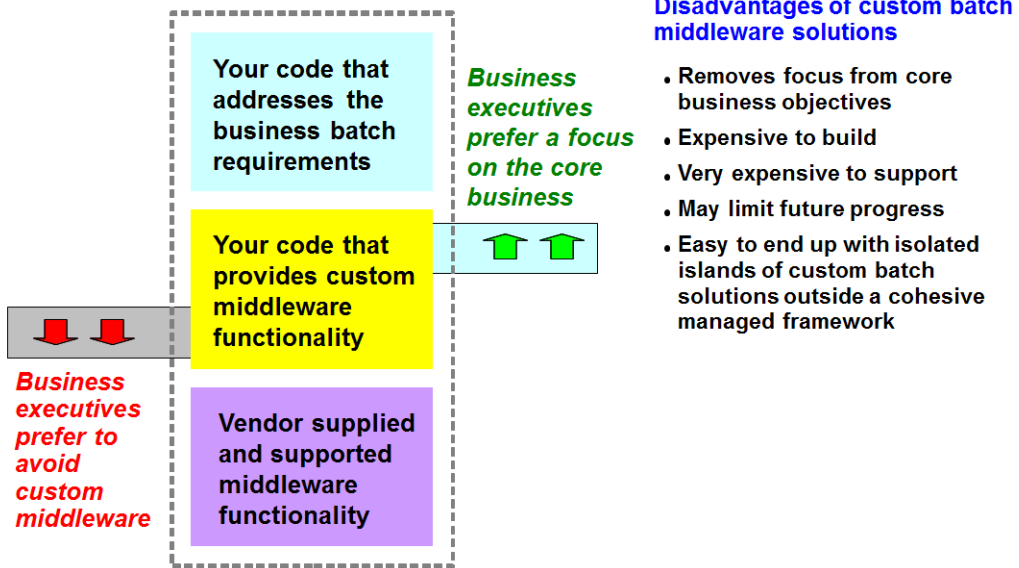 Disadvantages of custom batch
middleware solutions
Your code that
addresses the
business batch
requirements
Business
executives
prefer a focus
on the core
business
• Removes focus from core
business objectives
• Expensive to build
• Very expensive to support
• May limit future progress
• Easy to end up with isolated
islands of custom batch
solutions outside a cohesive
managed framework
Your code that
provides custom
middleware
functionality
Business
executives
prefer to
avoid
custom
middleware
Vendor supplied
and supported
middleware
functionality